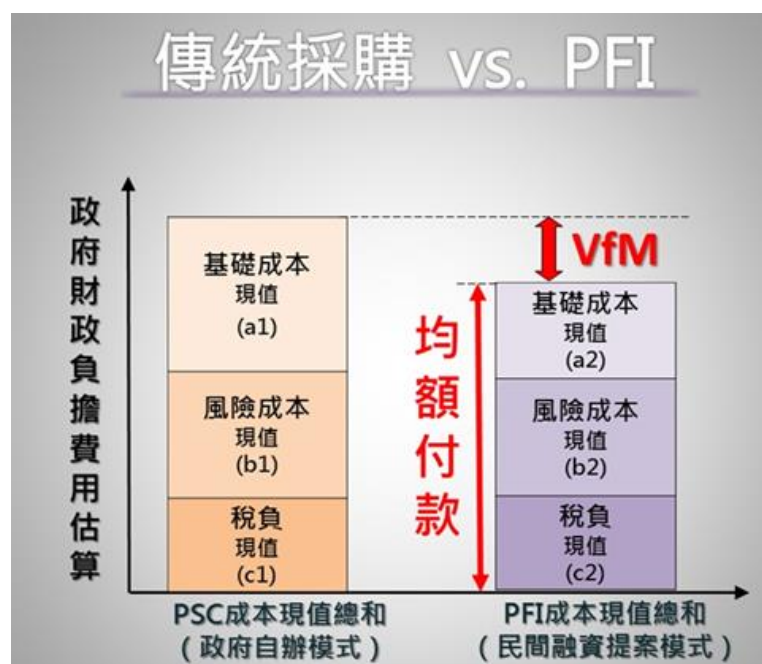 傳統採購 vs. PFI
政府財政負擔費用估算
基礎成本
現值
(a1)
風險成本
現值
(b1)
稅負
現值
(c1)
PSC成本現值總和
（政府自辦模式）
均額付款
VfM
基礎成本
現值
(a2)
風險成本
現值
(b2)
稅負
現值
(c2)
PFI成本現值總和
（民間融資提案模式）